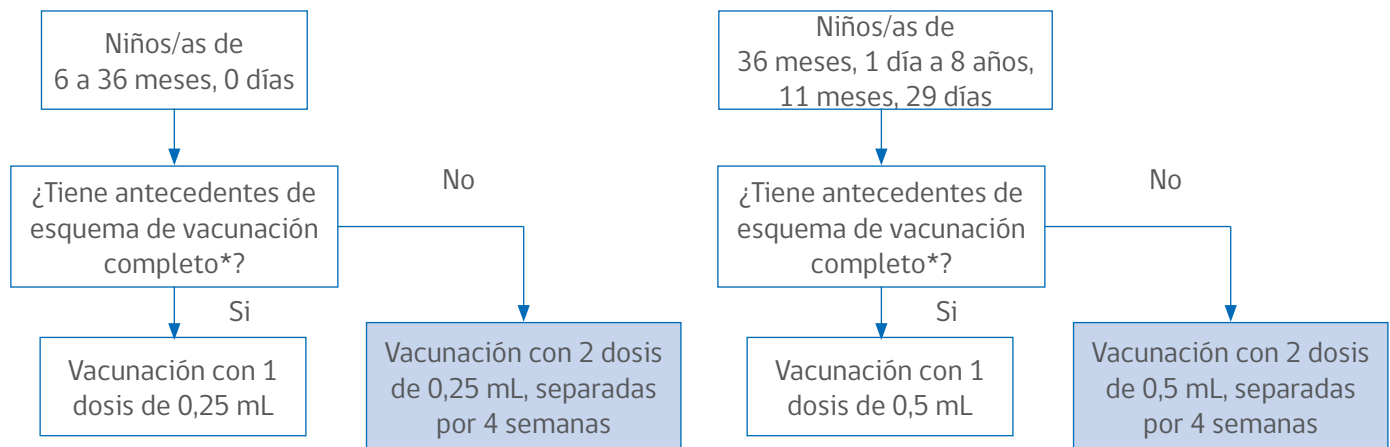 Niños/as de
6 a 36 meses, 0 días
¿Tiene antecedentes de
esquema de vacunación
completo*?
No
Si
Vacunación con 1
dosis de 0,25 mL
Vacunación con 2 dosis
de 0,25 mL, separadas
por 4 semanas
Niños/as de
36 meses, 1 día a 8 años,
11 meses, 29 días
¿Tiene antecedentes de
esquema de vacunación
completo*?
No
Si
Vacunación con 1
dosis de 0,5 mL
Vacunación con 2 dosis
de 0,5 mL, separadas
por 4 semanas